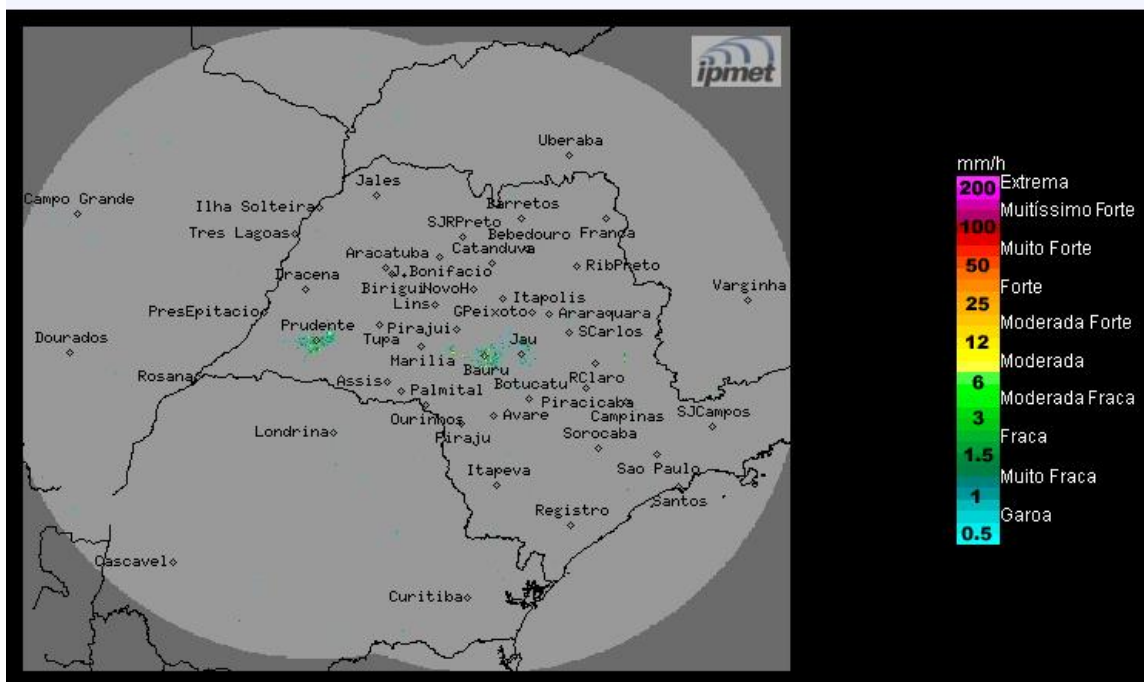 ipmet
Uberaba
Jales
Campo Grande
Ilha Solteira
Barretos
SJRPreto
Tres Lagoas
Bebedouro Franca
Aracatuba
Catanduva
Dracena
J.Bonifacio
RibPreto
Birigui
NovoH
Varginha
Itapolis
Lins
PresEpitacio
GPeixoto
Araraquara
Prudente
Pirajui
SCarlos
Dourados
Tupa
Jau
Marilia
Bauru
Rosana
Assis
Botucatu
RClaro
Palmital
Piracicaba
Ourinhos
Avare
Campinas
SJCampos
Londrina
Piraju
Sorocaba
Itapeva
Sao Paulo
Santos
Registro
Cascavel
Curitiba
mm/h
200 Extrema
Muitíssimo Forte
100
Muito Forte
50
Forte
25
Moderada Forte
12
Moderada
6
Moderada Fraca
3
Fraca
1.5
Muito Fraca
1
Garoa
0.5